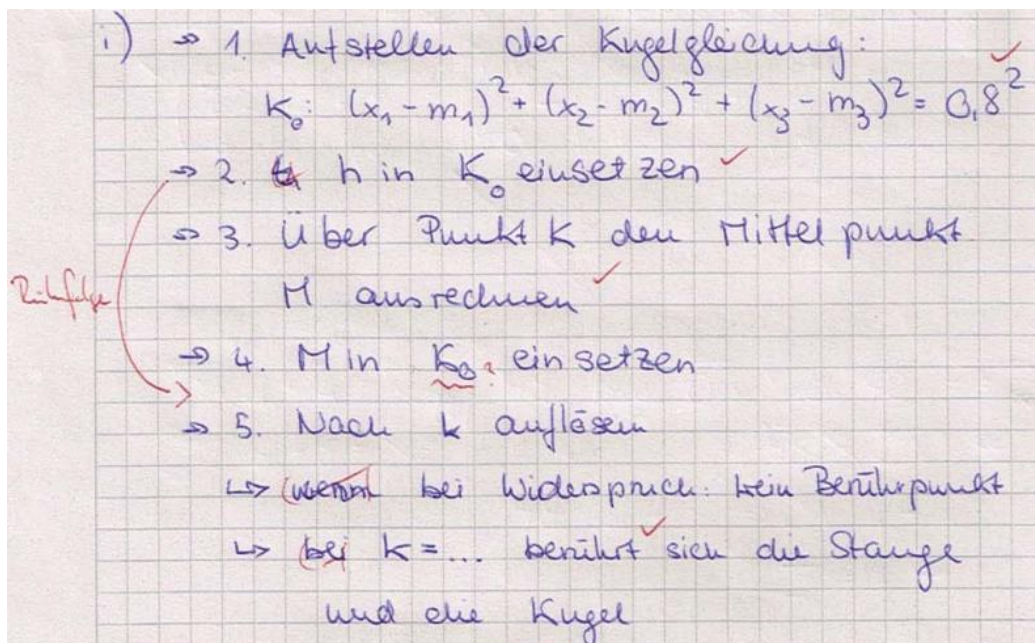 i) → 1. Aufstellen der Kugelgleichung:
K₀: (x₁ - m₁)² + (x₂ - m₂)² + (x₃ - m₃)² = 0,8²
→ 2. h in K₀ einsetzen
→ 3. Über Punkt K den Mittelpunkt
Reihenfolge
M ausrechnen
→ 4. M in K₀ ? einsetzen
→ 5. Nach k auflösen
↳ (wenn bei Widerspruch: kein Berührpunkt
↳ (bei k = ... berührt sich die Stange
und die Kugel